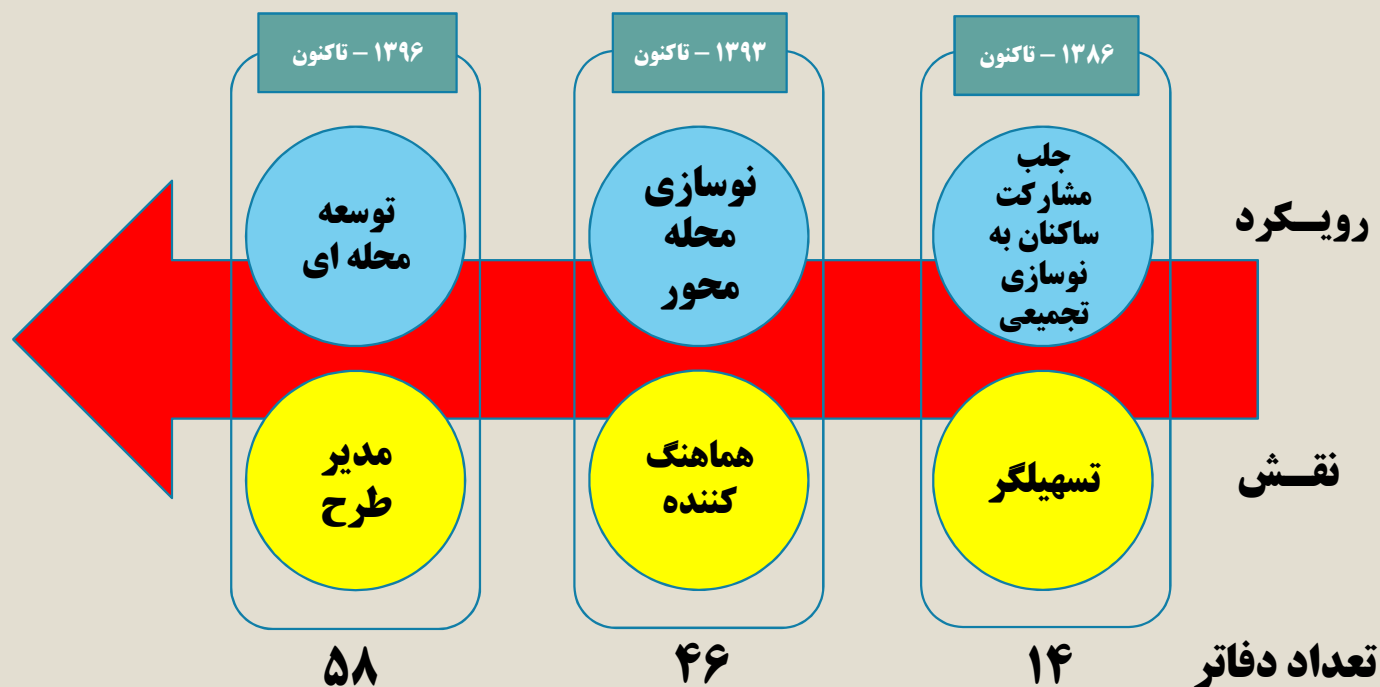 ۱۳۸۶ – تاکنون
۱۳۹۳ – تاکنون
۱۳۹۶ – تاکنون
رویــکرد
جلب
مشارکت
ساکنان به
نوسازی
تجمیعی
نوسازی
محله
محور
توسعه
محله ای
نقــش
تسهیلگر
هماهنگ
کننده
مدیر
طرح
تعداد دفاتر
۱۴
۴۶
۵۸